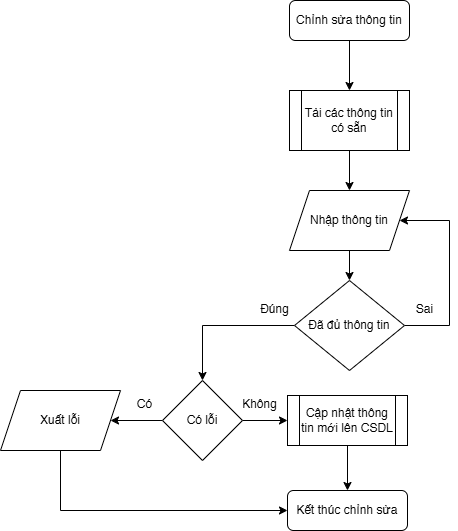 Chỉnh sửa thông tin
Tải các thông tin
có sẵn
Nhập thông tin
Đúng
Sai
Đã đủ thông tin
Có
Không
Xuất lỗi
Có lỗi
Cập nhật thông
tin mới lên CSDL
Kết thúc chỉnh sửa